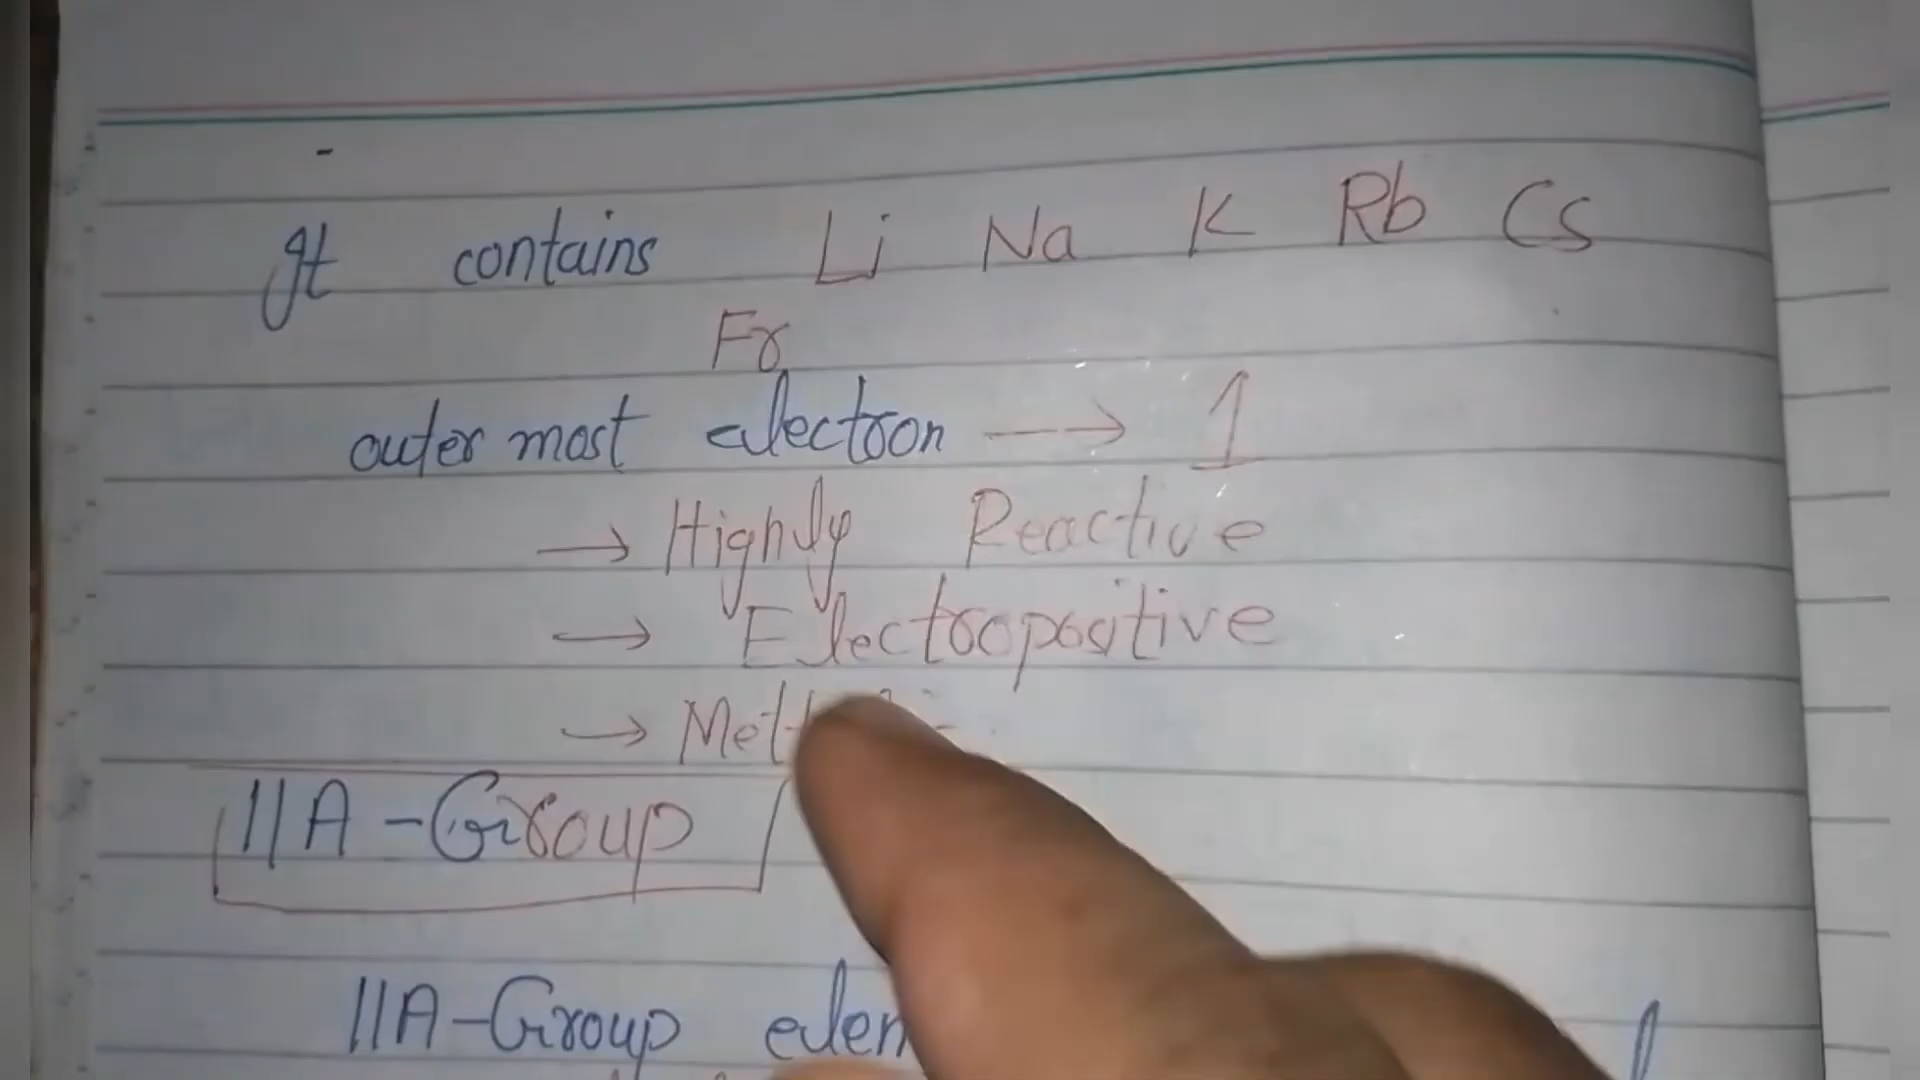 It contains Li Na K Rb Cs
Fr
outer most electron → 1
→ Highly Reactive
→ Electropositive
IIA-Group
IIA-Group